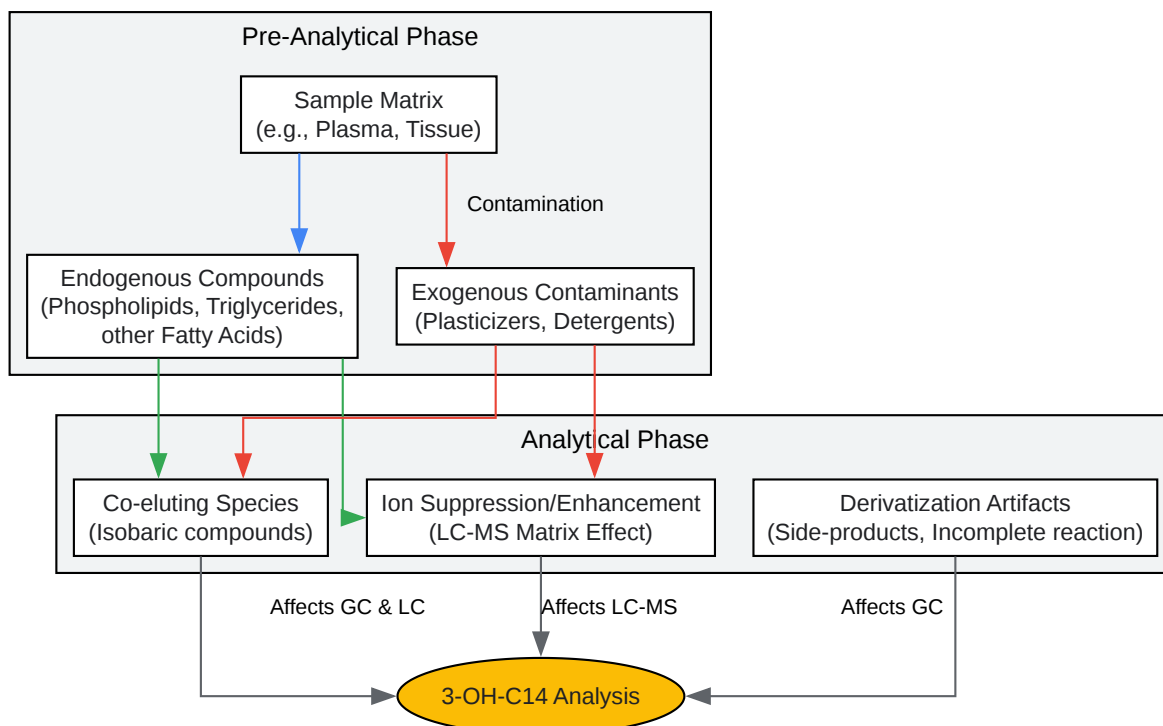 Pre-Analytical Phase
Sample Matrix
(e.g., Plasma, Tissue)
Contamination
Endogenous Compounds
(Phospholipids, Triglycerides,
other Fatty Acids)
Exogenous Contaminants
(Plasticizers, Detergents)
Analytical Phase
Co-eluting Species
(Isobaric compounds)
Ion Suppression/Enhancement
(LC-MS Matrix Effect)
Derivatization Artifacts
(Side-products, Incomplete reaction)
Affects GC & LC
Affects LC-MS
Affects GC
3-OH-C14 Analysis